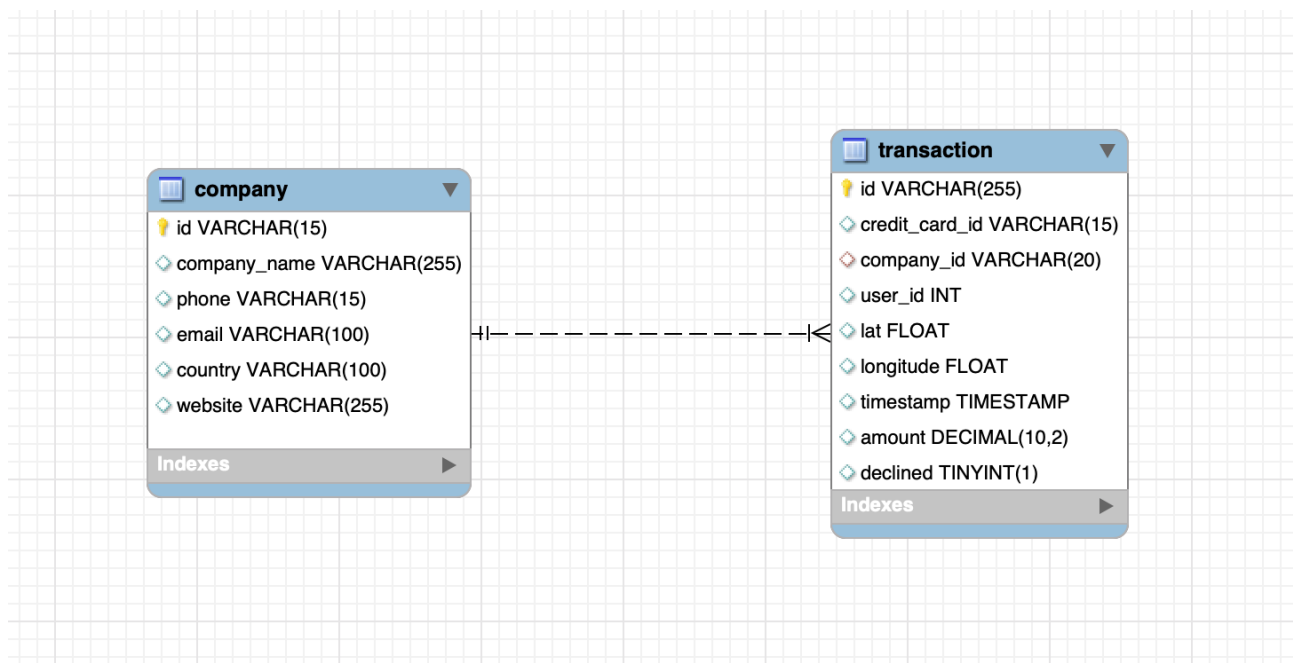 company
id VARCHAR(15)
company_name VARCHAR(255)
phone VARCHAR(15)
email VARCHAR(100)
country VARCHAR(100)
website VARCHAR(255)
Indexes
transaction
id VARCHAR(255)
credit_card_id VARCHAR(15)
company_id VARCHAR(20)
user_id INT
lat FLOAT
longitude FLOAT
timestamp TIMESTAMP
amount DECIMAL(10,2)
declined TINYINT(1)
Indexes